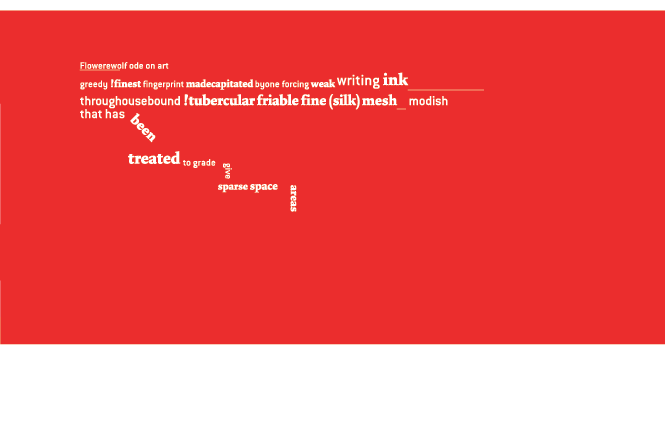 Flowerewolf ode on art
greedy !finest fingerprint madecapitated byone forcing weak writing ink
throughousebound !tubercular friable fine (silk) mesh_ modish
that has
been
treated to grade
give
sparse space
areas